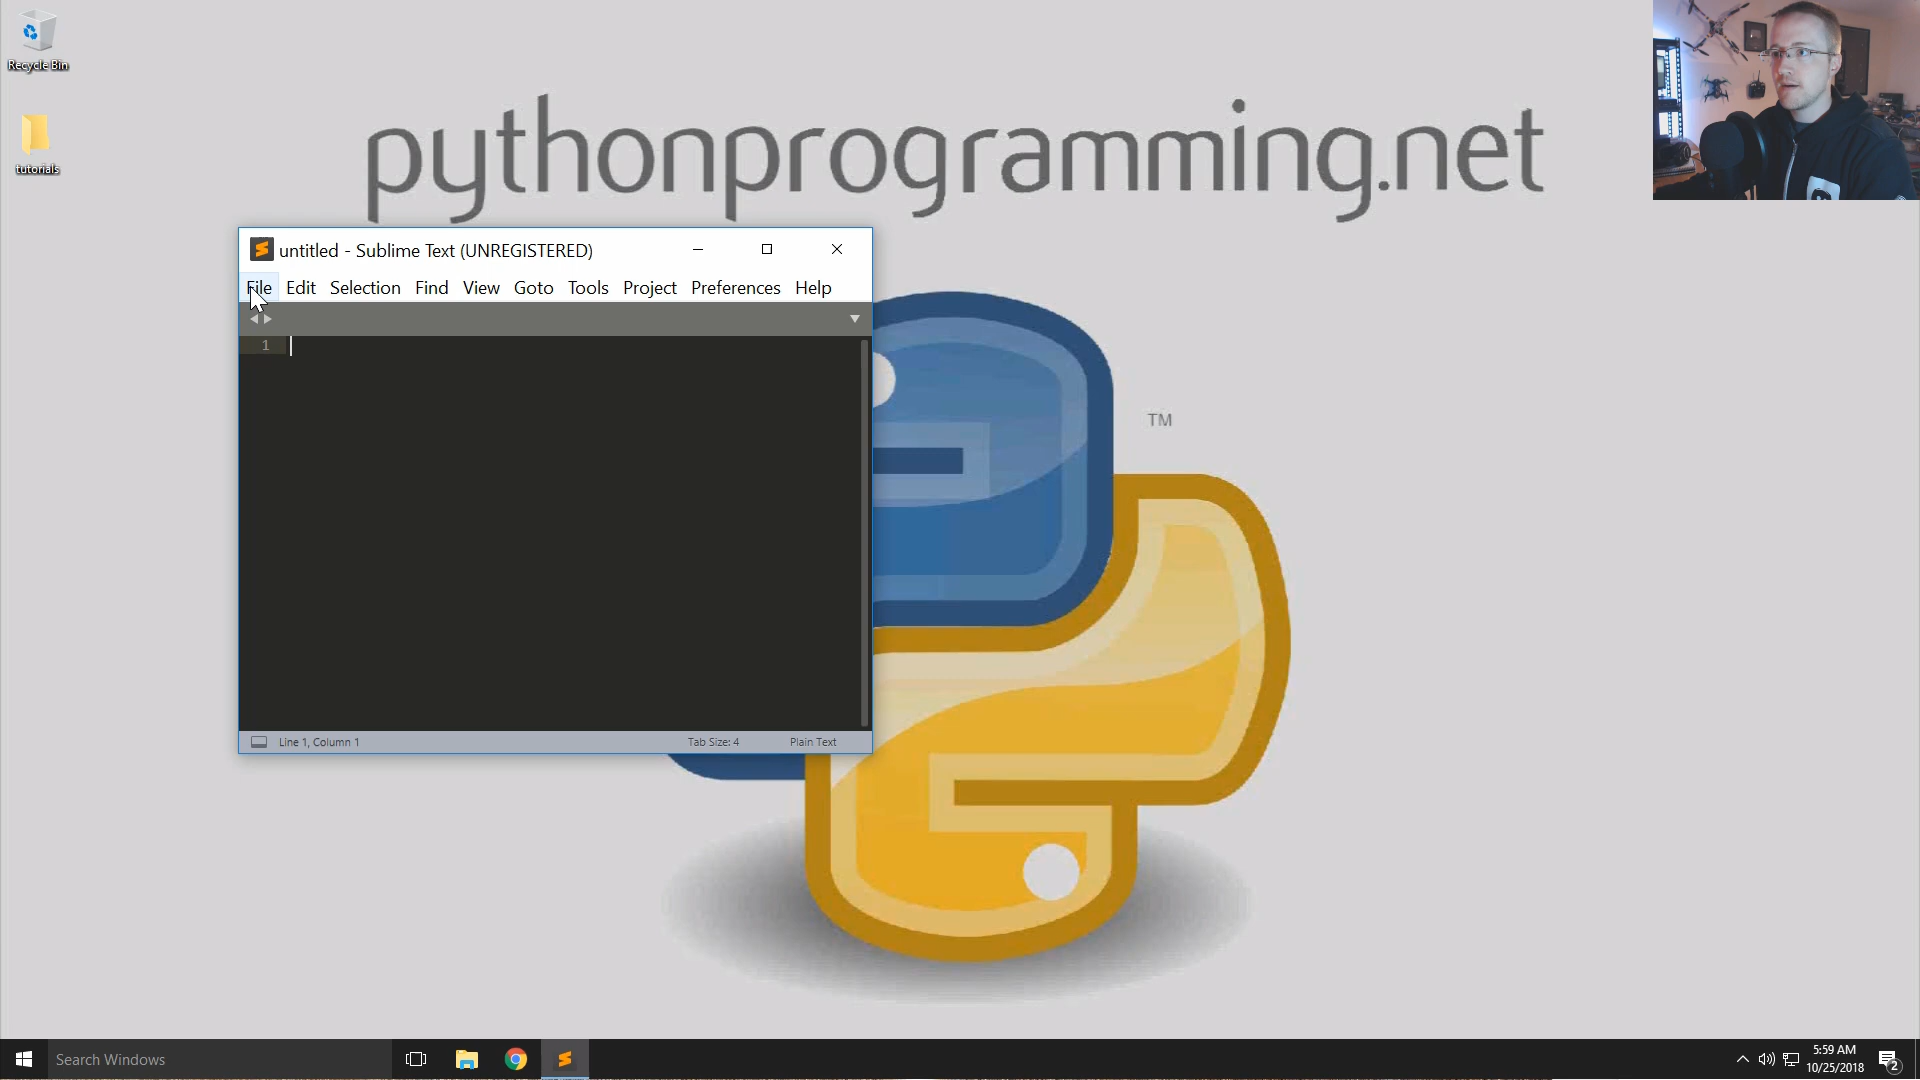 Recycle Bin
tutorials
pythonprogramming.net
TM
untitled - Sublime Text (UNREGISTERED)
File Edit Selection Find View Goto Tools Project Preferences Help
1
Line 1, Column 1 Tab Size: 4 Plain Text
Search Windows
5:59 AM
10/25/2018
2